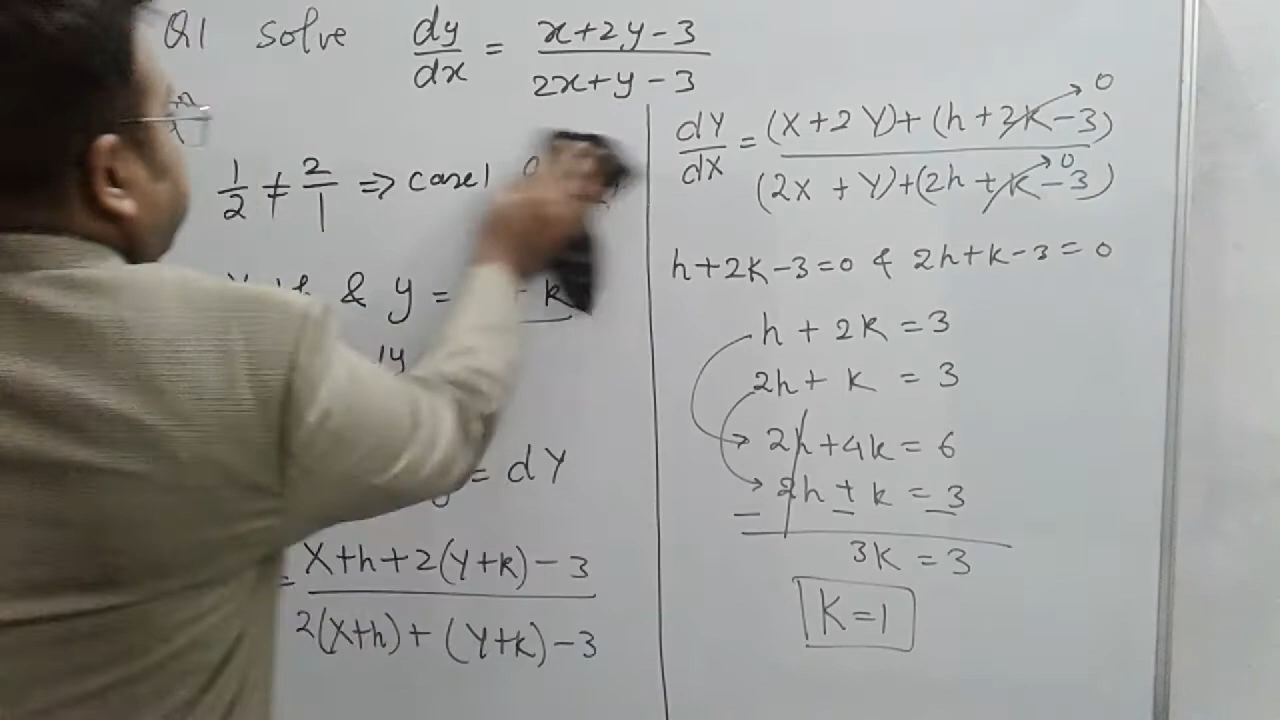 Q1 Solve dy/dx = (x+2y-3)/(2x+y-3)
1/2 ≠ 2/1 => case1
& y = - k
= dY
= (X+h+2(Y+k)-3)/(2(X+h)+(Y+k)-3)
dY/dX = ((X+2Y)+(h+2k-3))/((2X+Y)+(2h+k-3))
0
0
h+2k-3=0 & 2h+k-3=0
h+2k=3
2h+k=3
2h+4k=6
2h+k=3
3k=3
k=1